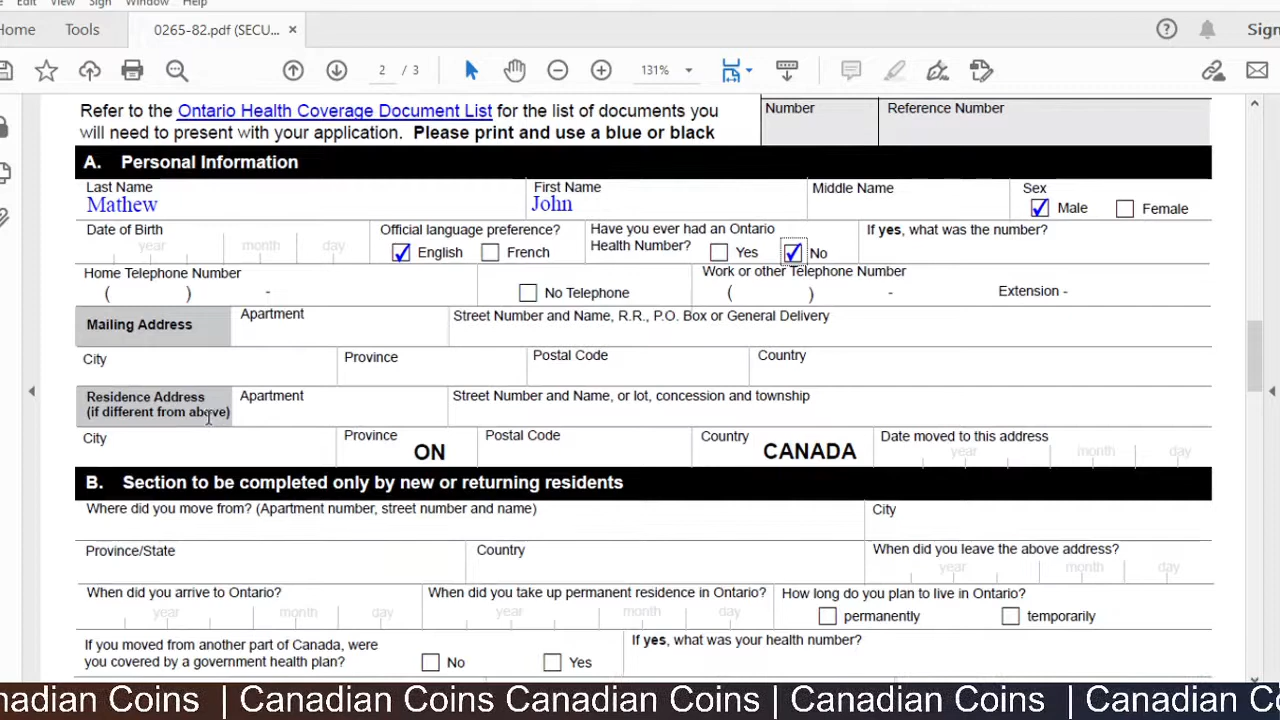 Edit View Sign Window Help
Home Tools 0265-82.pdf (SECU... × Sign
2 / 3 131%
Refer to the Ontario Health Coverage Document List for the list of documents you
will need to present with your application. Please print and use a blue or black
Number Reference Number
A. Personal Information
Last Name First Name Middle Name Sex
Mathew John Male Female
Date of Birth Official language preference? Have you ever had an Ontario If yes, what was the number?
year month day English French Health Number? Yes No
Home Telephone Number Work or other Telephone Number
( ) - No Telephone ( ) - Extension -
Mailing Address Apartment Street Number and Name, R.R., P.O. Box or General Delivery
City Province Postal Code Country
Residence Address Apartment Street Number and Name, or lot, concession and township
(if different from above)
City Province ON Postal Code Country CANADA Date moved to this address
year month day
B. Section to be completed only by new or returning residents
Where did you move from? (Apartment number, street number and name) City
Province/State Country When did you leave the above address?
year month day
When did you arrive to Ontario? When did you take up permanent residence in Ontario? How long do you plan to live in Ontario?
year month day year month day permanently temporarily
If you moved from another part of Canada, were If yes, what was your health number?
you covered by a government health plan? No Yes
anadian Coins | Canadian Coins Canadian Coins | Canadian Coins | Canadian Co